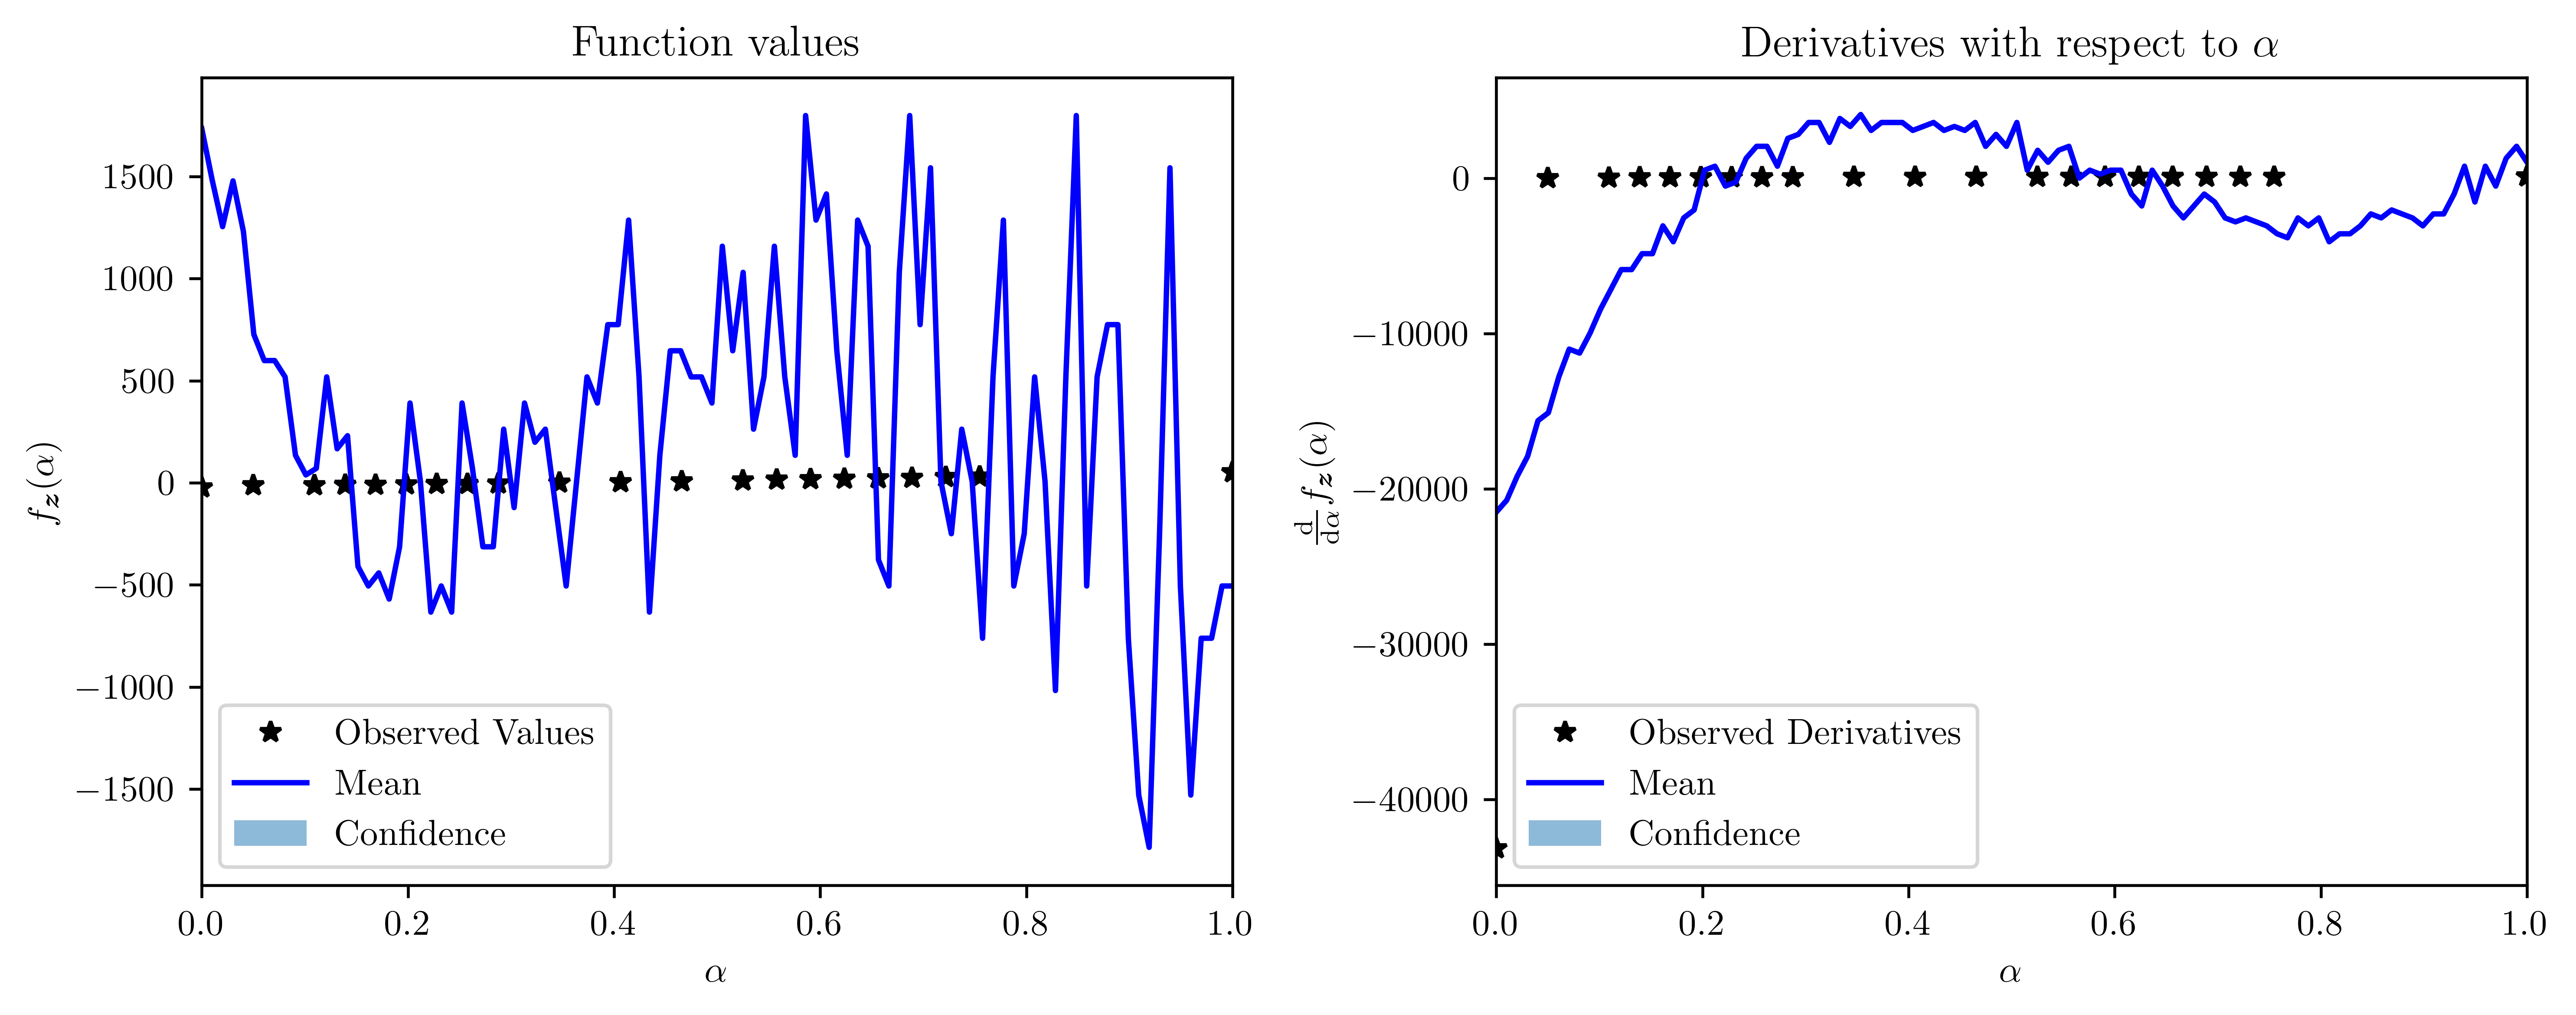 Function values
1500
1000
500
0
−500
−1000
−1500
f_z(α)
Observed Values
Mean
Confidence
0.0 0.2 0.4 0.6 0.8 1.0
α
Derivatives with respect to α
0
−10000
−20000
−30000
−40000
d/dα f_z(α)
Observed Derivatives
Mean
Confidence
0.0 0.2 0.4 0.6 0.8 1.0
α